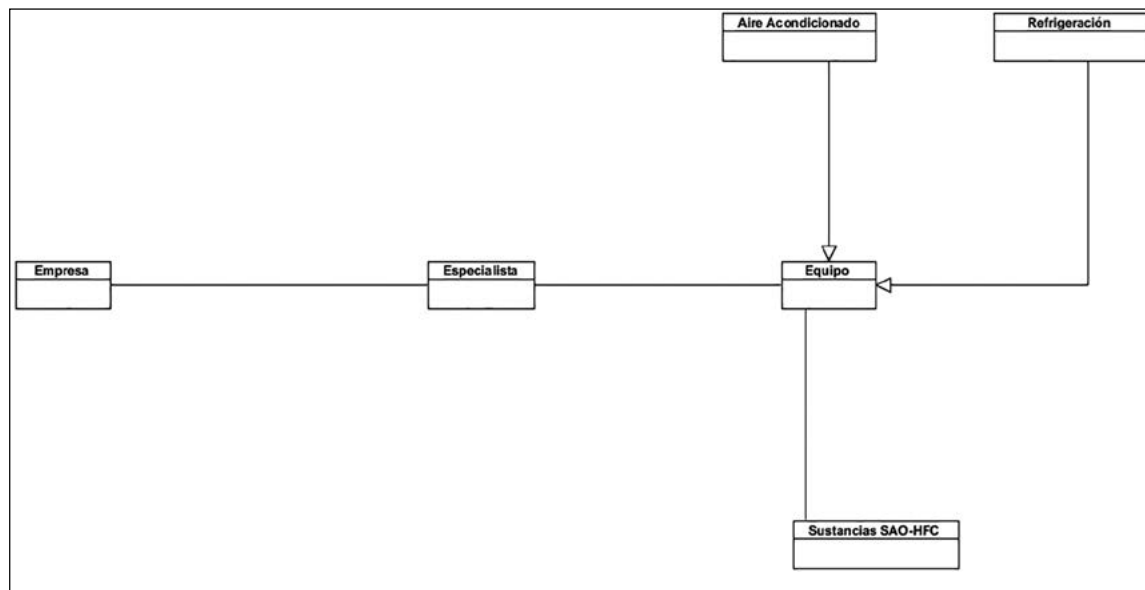 Aire Acondicionado
Refrigeración
Empresa
Especialista
Equipo
Sustancias SAO-HFC